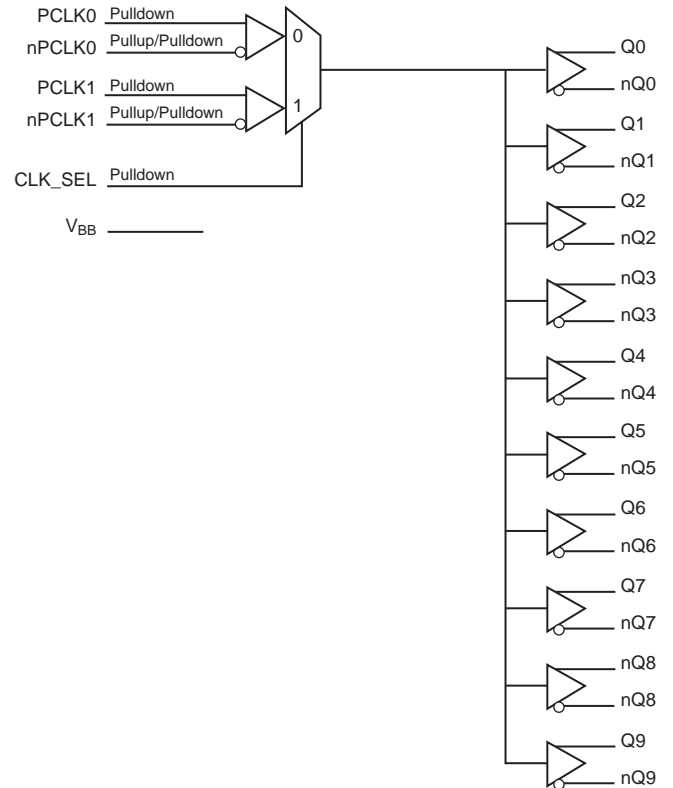 PCLK0 Pulldown
nPCLK0 Pullup/Pulldown
0
PCLK1 Pulldown
nPCLK1 Pullup/Pulldown
1
CLK_SEL Pulldown
VBB
Q0
nQ0
Q1
nQ1
Q2
nQ2
nQ3
nQ3
Q4
nQ4
Q5
nQ5
Q6
nQ6
Q7
nQ7
nQ8
nQ8
Q9
nQ9